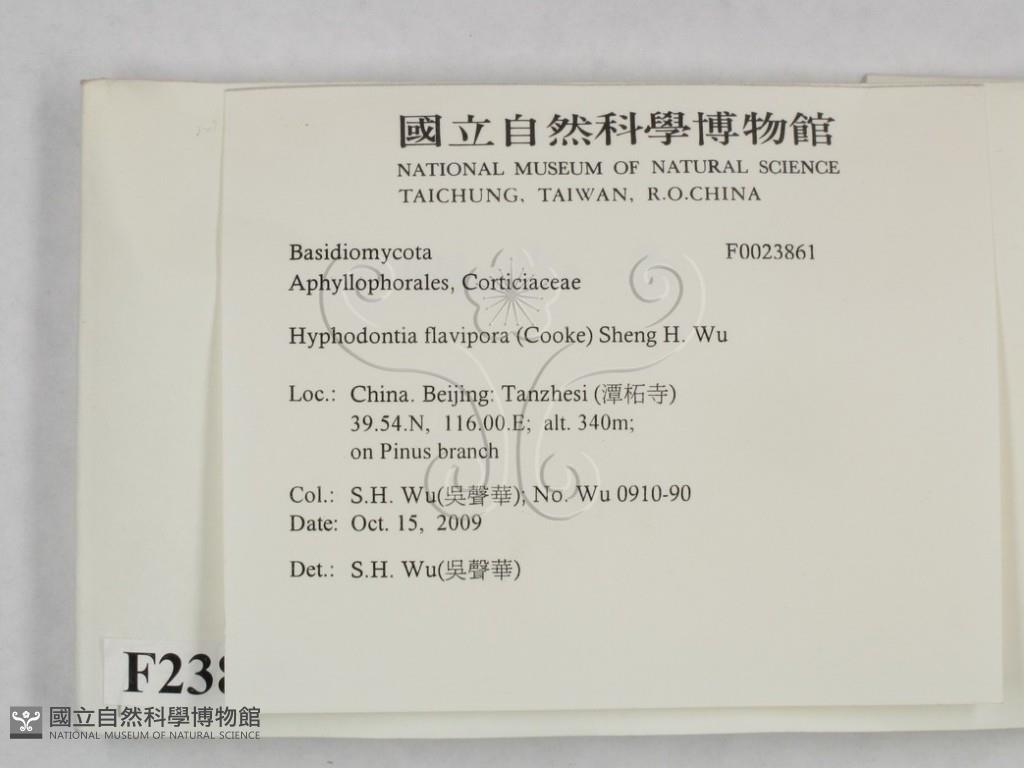 國立自然科學博物館
NATIONAL MUSEUM OF NATURAL SCIENCE
TAICHUNG, TAIWAN, R.O.CHINA
Basidiomycota F0023861
Aphyllophorales, Corticiaceae
Hyphodontia flavipora (Cooke) Sheng H. Wu
Loc.: China. Beijing: Tanzhesi (潭柘寺)
39.54.N, 116.00.E; alt. 340m;
on Pinus branch
Col.: S.H. Wu(吳聲華); No. Wu 0910-90
Date: Oct. 15, 2009
Det.: S.H. Wu(吳聲華)
F238
國立自然科學博物館
NATIONAL MUSEUM OF NATURAL SCIENCE